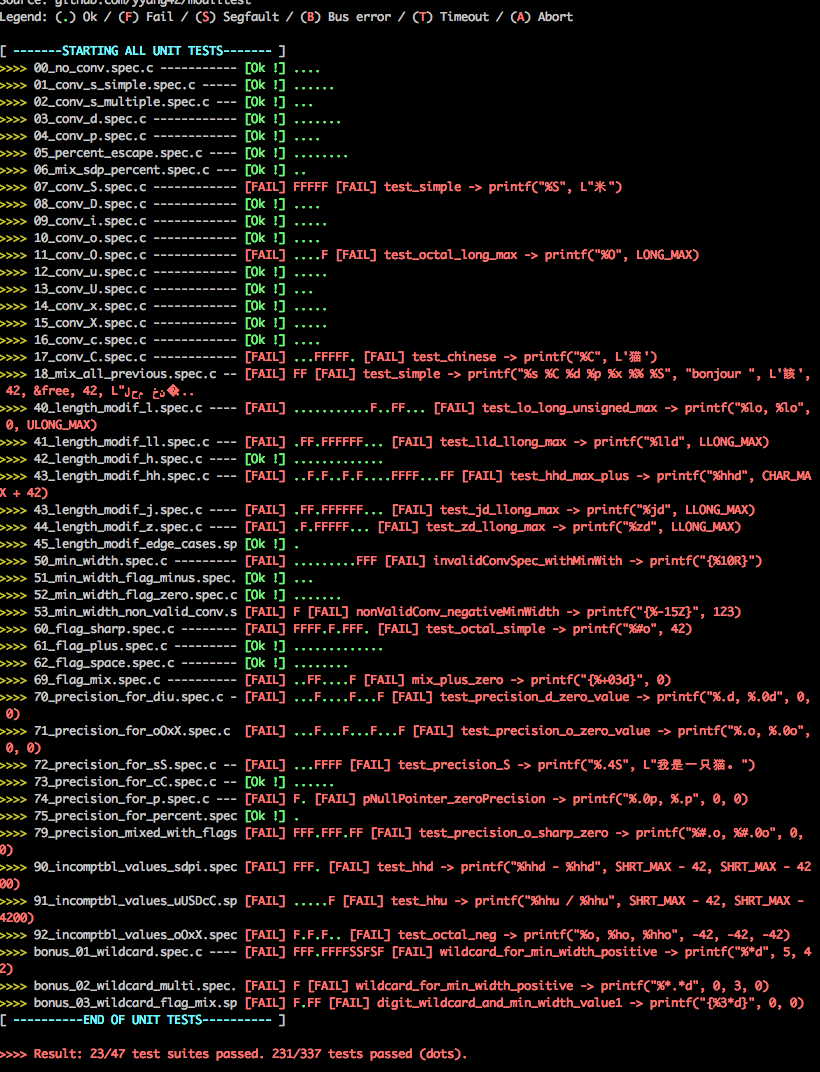 Source: github.com/yyang42/moulitest
Legend: (.) Ok / (F) Fail / (S) Segfault / (B) Bus error / (T) Timeout / (A) Abort
[ -------STARTING ALL UNIT TESTS------- ]
>>>> 00_no_conv.spec.c ----------- [Ok !] ....
>>>> 01_conv_s_simple.spec.c ----- [Ok !] ......
>>>> 02_conv_s_multiple.spec.c --- [Ok !] ...
>>>> 03_conv_d.spec.c ------------ [Ok !] .......
>>>> 04_conv_p.spec.c ------------ [Ok !] ....
>>>> 05_percent_escape.spec.c ---- [Ok !] ........
>>>> 06_mix_sdp_percent.spec.c --- [Ok !] ..
>>>> 07_conv_S.spec.c ------------ [FAIL] FFFFF [FAIL] test_simple -> printf("%S", L"米")
>>>> 08_conv_D.spec.c ------------ [Ok !] ....
>>>> 09_conv_i.spec.c ------------ [Ok !] .....
>>>> 10_conv_o.spec.c ------------ [Ok !] ....
>>>> 11_conv_O.spec.c ------------ [FAIL] ....F [FAIL] test_octal_long_max -> printf("%O", LONG_MAX)
>>>> 12_conv_u.spec.c ------------ [Ok !] .....
>>>> 13_conv_U.spec.c ------------ [Ok !] ...
>>>> 14_conv_x.spec.c ------------ [Ok !] .....
>>>> 15_conv_X.spec.c ------------ [Ok !] .....
>>>> 16_conv_c.spec.c ------------ [Ok !] ....
>>>> 17_conv_C.spec.c ------------ [FAIL] ...FFFFF. [FAIL] test_chinese -> printf("%C", L'猫')
>>>> 18_mix_all_previous.spec.c -- [FAIL] FF [FAIL] test_simple -> printf("%s %C %d %p %x %% %S", "bonjour ", L'該',
42, &free, 42, L"لحم خ�..
>>>> 40_length_modif_l.spec.c ---- [FAIL] ...........F..FF... [FAIL] test_lo_long_unsigned_max -> printf("%lo, %lo",
0, ULONG_MAX)
>>>> 41_length_modif_ll.spec.c --- [FAIL] .FF.FFFFFF... [FAIL] test_lld_llong_max -> printf("%lld", LLONG_MAX)
>>>> 42_length_modif_h.spec.c ---- [Ok !] .............
>>>> 43_length_modif_hh.spec.c --- [FAIL] ..F.F..F.F....FFFF...FF [FAIL] test_hhd_max_plus -> printf("%hhd", CHAR_MA
X + 42)
>>>> 43_length_modif_j.spec.c ---- [FAIL] .FF.FFFFFF... [FAIL] test_jd_llong_max -> printf("%jd", LLONG_MAX)
>>>> 44_length_modif_z.spec.c ---- [FAIL] .F.FFFFF... [FAIL] test_zd_llong_max -> printf("%zd", LLONG_MAX)
>>>> 45_length_modif_edge_cases.sp [Ok !] .
>>>> 50_min_width.spec.c --------- [FAIL] .........FFF [FAIL] invalidConvSpec_withMinWith -> printf("{%10R}")
>>>> 51_min_width_flag_minus.spec. [Ok !] ...
>>>> 52_min_width_flag_zero.spec.c [Ok !] .......
>>>> 53_min_width_non_valid_conv.s [FAIL] F [FAIL] nonValidConv_negativeMinWidth -> printf("{%-15Z}", 123)
>>>> 60_flag_sharp.spec.c -------- [FAIL] FFFF.F.FFF. [FAIL] test_octal_simple -> printf("%#o", 42)
>>>> 61_flag_plus.spec.c --------- [Ok !] .............
>>>> 62_flag_space.spec.c -------- [Ok !] ........
>>>> 69_flag_mix.spec.c ---------- [FAIL] ..FF....F [FAIL] mix_plus_zero -> printf("{%+03d}", 0)
>>>> 70_precision_for_diu.spec.c - [FAIL] ...F....F...F [FAIL] test_precision_d_zero_value -> printf("%.d, %.0d", 0,
0)
>>>> 71_precision_for_oOxX.spec.c [FAIL] ...F...F...F...F [FAIL] test_precision_o_zero_value -> printf("%.o, %.0o",
0, 0)
>>>> 72_precision_for_sS.spec.c -- [FAIL] ...FFFF [FAIL] test_precision_S -> printf("%.4S", L"我是一只猫。")
>>>> 73_precision_for_cC.spec.c -- [Ok !] ......
>>>> 74_precision_for_p.spec.c --- [FAIL] F. [FAIL] pNullPointer_zeroPrecision -> printf("%.0p, %.p", 0, 0)
>>>> 75_precision_for_percent.spec [Ok !] .
>>>> 79_precision_mixed_with_flags [FAIL] FFF.FFF.FF [FAIL] test_precision_o_sharp_zero -> printf("%#.o, %#.0o", 0,
0)
>>>> 90_incomptbl_values_sdpi.spec [FAIL] FFF. [FAIL] test_hhd -> printf("%hhd - %hhd", SHRT_MAX - 42, SHRT_MAX - 42
00)
>>>> 91_incomptbl_values_uUSDcC.sp [FAIL] .....F [FAIL] test_hhu -> printf("%hhu / %hhu", SHRT_MAX - 42, SHRT_MAX -
4200)
>>>> 92_incomptbl_values_oOxX.spec [FAIL] F.F.F.. [FAIL] test_octal_neg -> printf("%o, %ho, %hho", -42, -42, -42)
>>>> bonus_01_wildcard.spec.c ---- [FAIL] FFF.FFFFSSFSF [FAIL] wildcard_for_min_width_positive -> printf("%*d", 5, 4
2)
>>>> bonus_02_wildcard_multi.spec. [FAIL] F [FAIL] wildcard_for_min_width_positive -> printf("%*.*d", 0, 3, 0)
>>>> bonus_03_wildcard_flag_mix.sp [FAIL] F.FF [FAIL] digit_wildcard_and_min_width_value1 -> printf("{%3*d}", 0, 0)
[ ----------END OF UNIT TESTS---------- ]
>>>> Result: 23/47 test suites passed. 231/337 tests passed (dots).